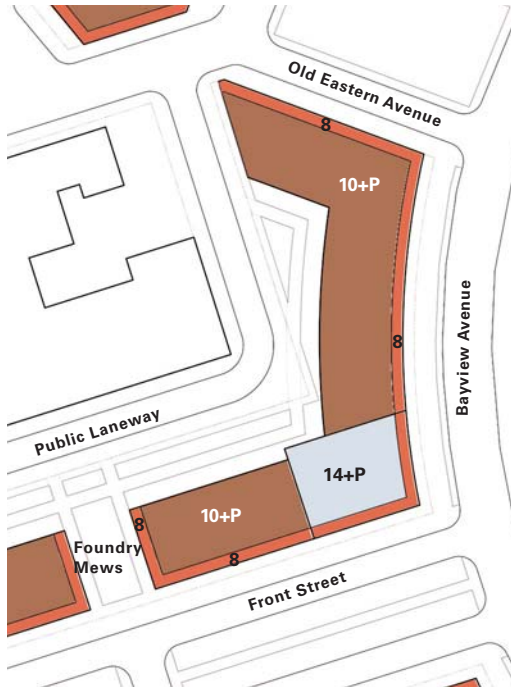 Old Eastern Avenue
8
10+P
Bayview Avenue
8
Public Laneway
14+P
10+P
8
Foundry
Mews
8
Front Street